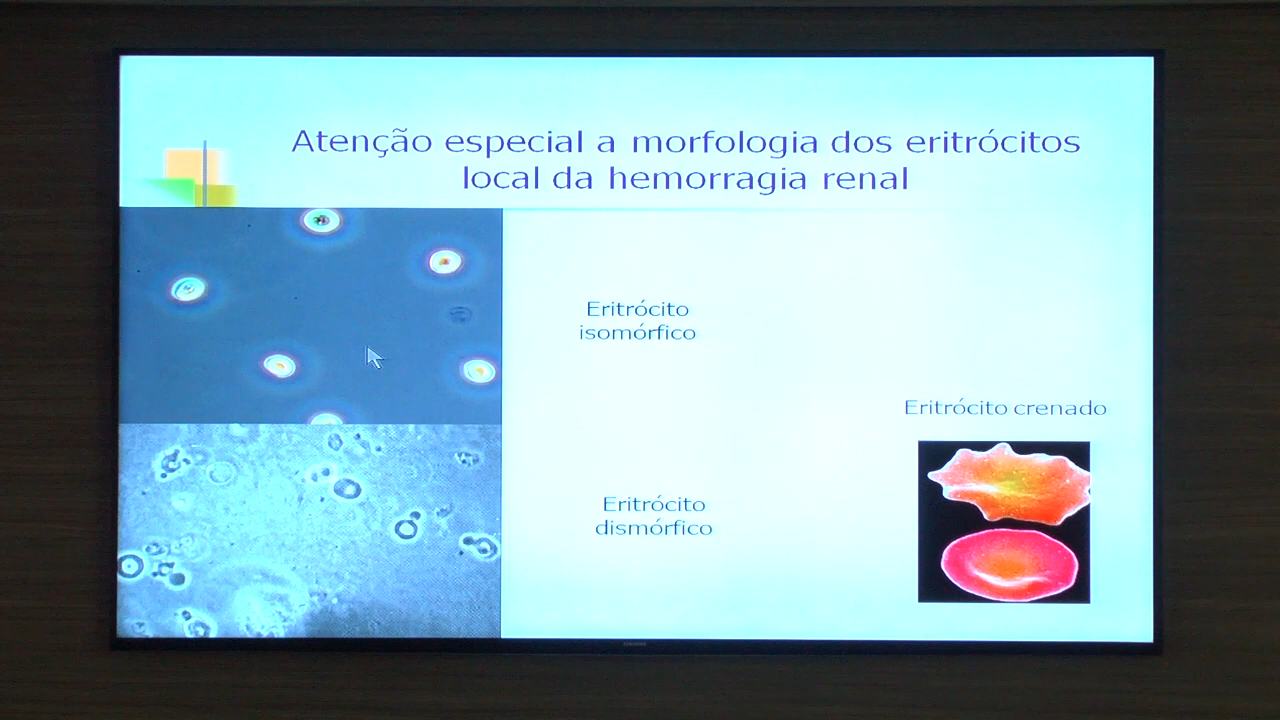 Atenção especial a morfologia dos eritrócitos
local da hemorragia renal
Eritrócito
isomórfico
Eritrócito crenado
Eritrócito
dismórfico